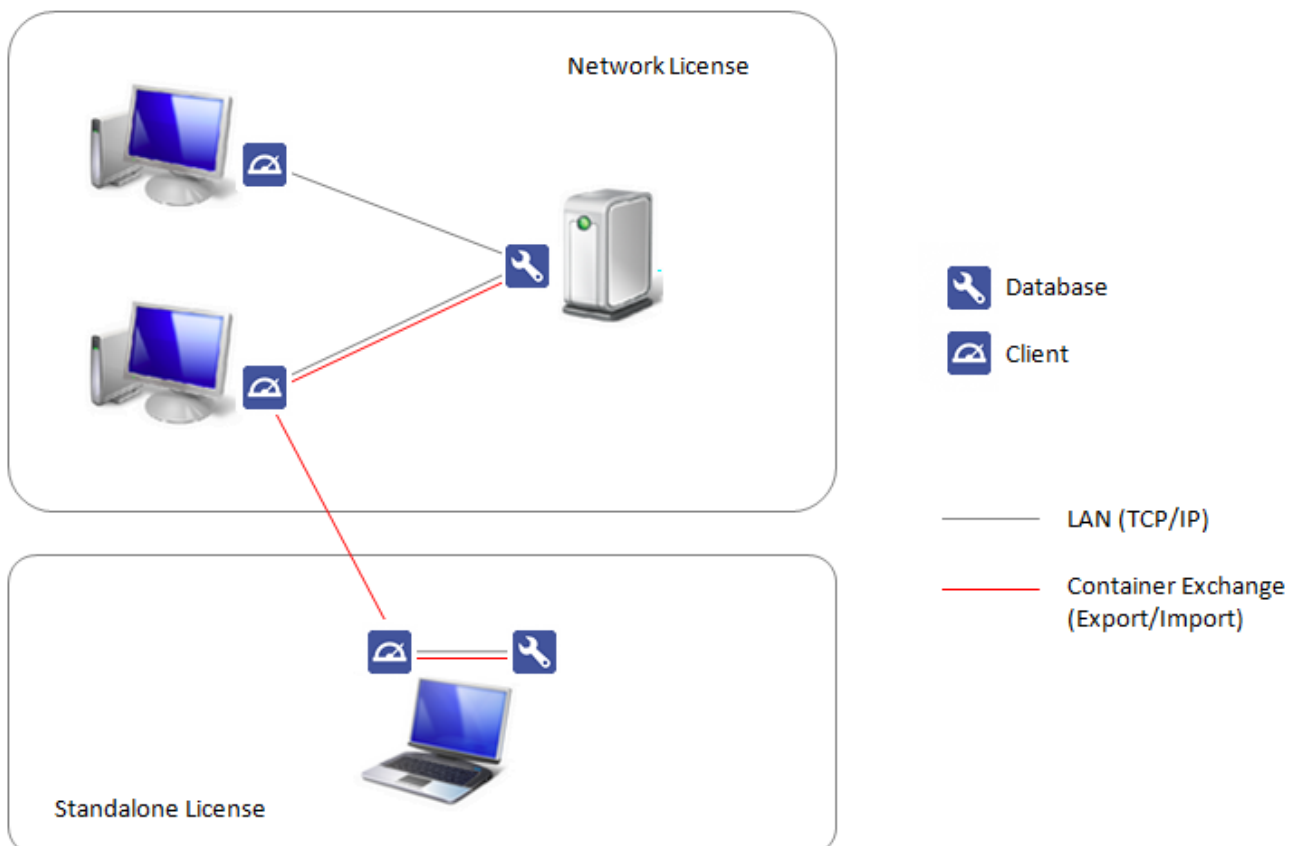 Network License
Database
Client
LAN (TCP/IP)
Container Exchange
(Export/Import)
Standalone License